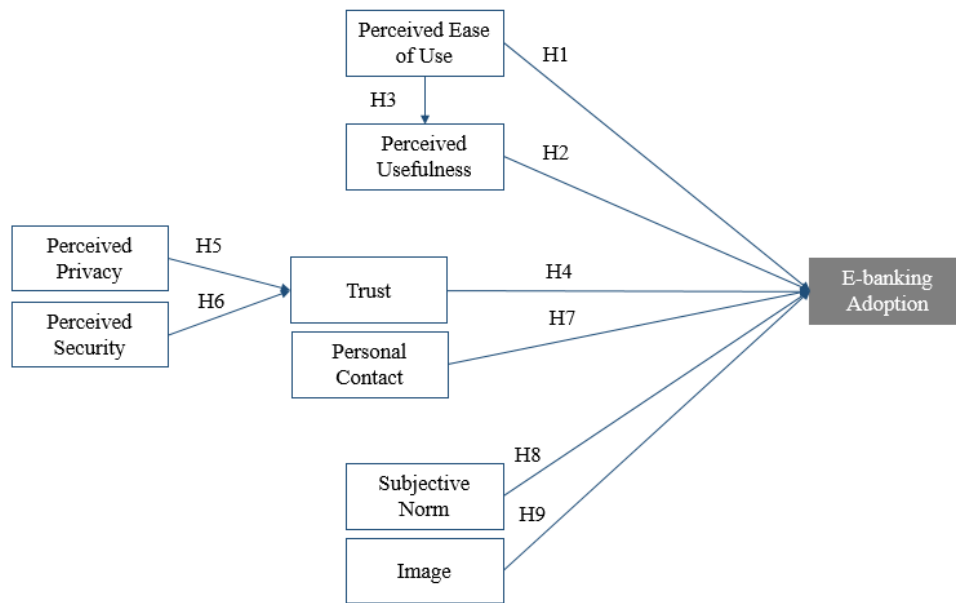 Perceived Ease
of Use
H1
H3
Perceived
Usefulness
H2
Perceived
Privacy
H5
Perceived
Security
H6
Trust
H4
Personal
Contact
H7
E-banking
Adoption
Subjective
Norm
H8
Image
H9